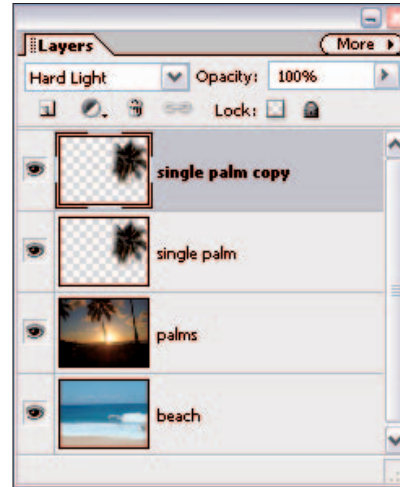 Layers
More
Hard Light Opacity: 100%
Lock:
single palm copy
single palm
palms
beach